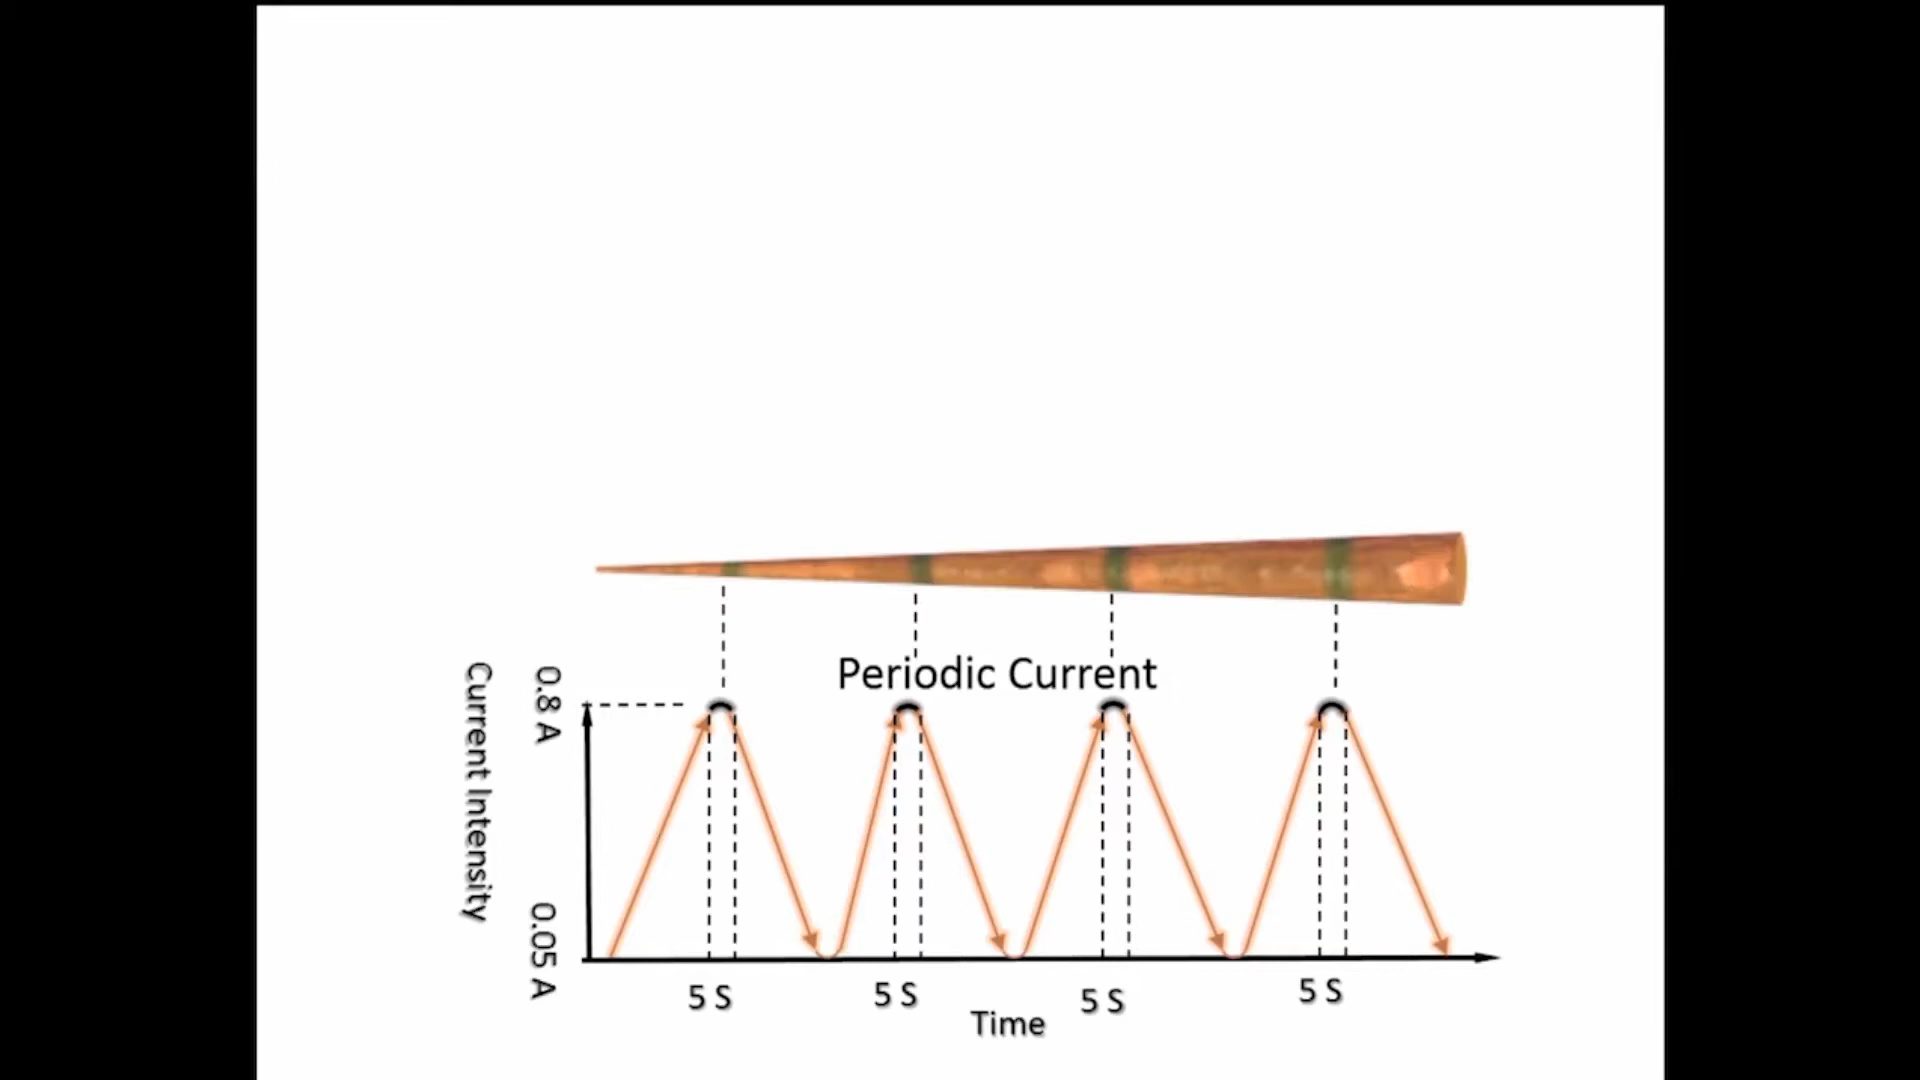 Periodic Current
Current Intensity
0.8 A
0.05 A
5 S
5 S
5 S
5 S
Time